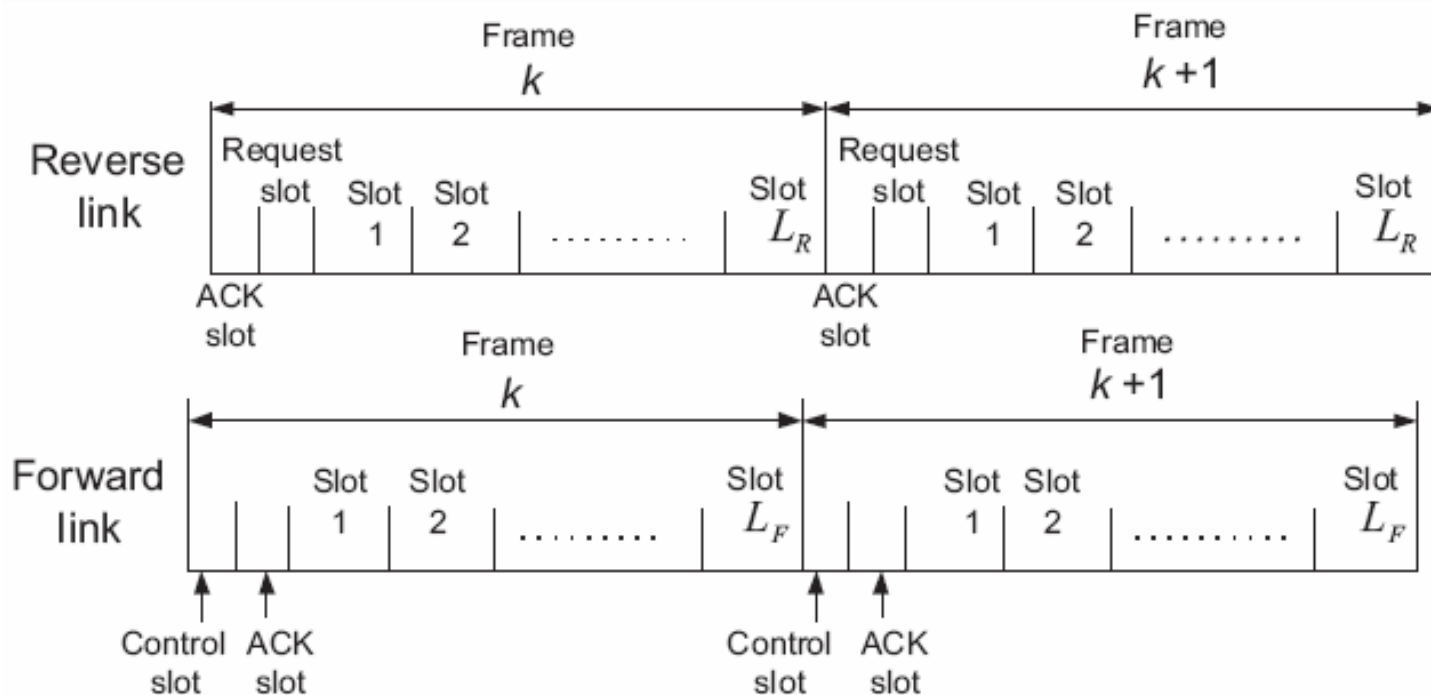 Frame
k
Frame
k +1
Reverse
link
Request
slot
Slot
1
Slot
2
..........
Slot
L_R
Request
slot
Slot
1
Slot
2
..........
Slot
L_R
ACK
slot
ACK
slot
Frame
k
Frame
k +1
Forward
link
Slot
1
Slot
2
..........
Slot
L_F
Slot
1
Slot
2
..........
Slot
L_F
Control
slot
ACK
slot
Control
slot
ACK
slot